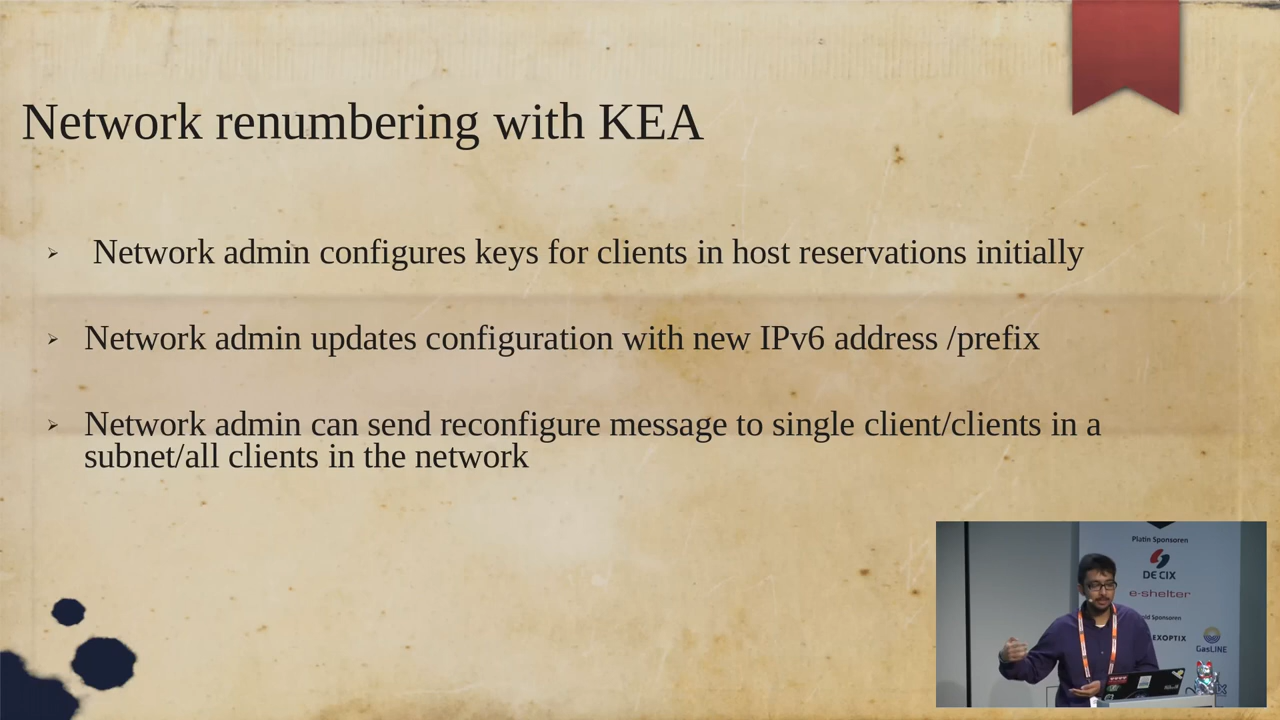 Network renumbering with KEA
Network admin configures keys for clients in host reservations initially
Network admin updates configuration with new IPv6 address /prefix
Network admin can send reconfigure message to single client/clients in a
subnet/all clients in the network
Platin Sponsoren
DE CIX
e-shelter
Sponsoren
EXOPTIX
GasLINE